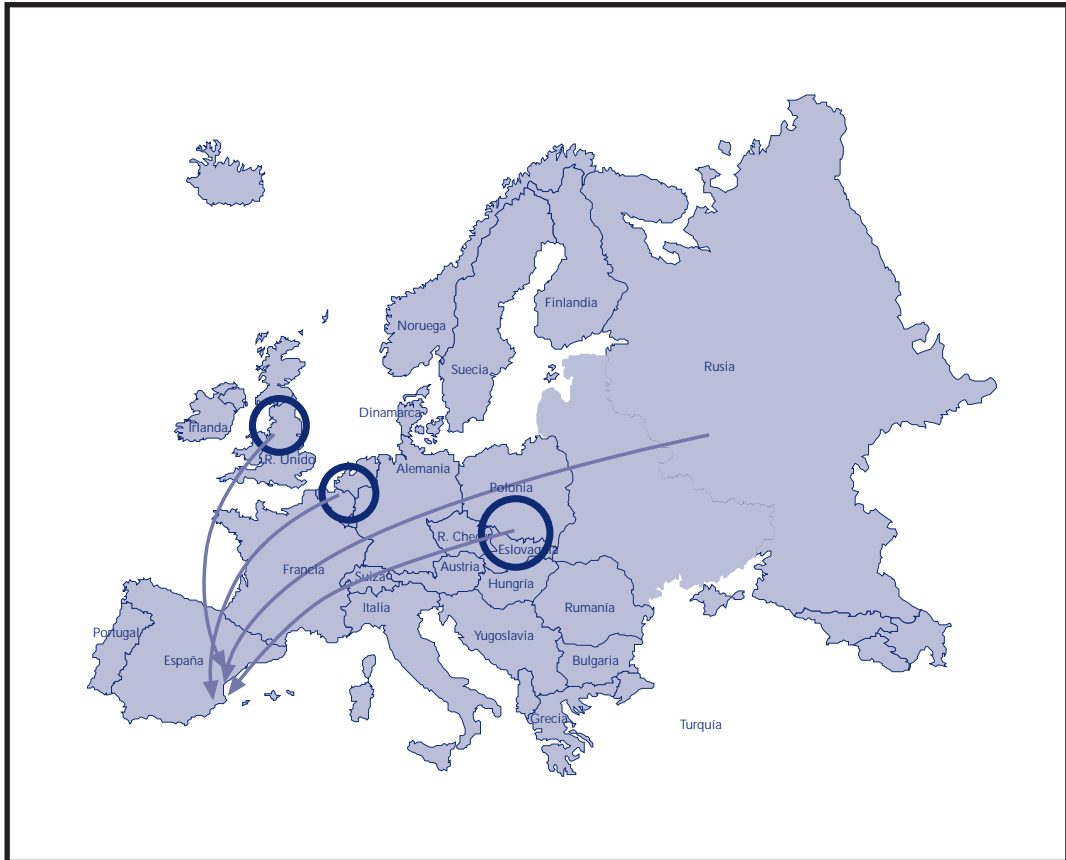 Finlandia
Noruega
Rusia
Suecia
Dinamarca
Irlanda
R. Unido
Alemania
Polonia
R. Checa
Eslovaquia
Francia
Suiza
Austria
Hungría
Italia
Rumanía
Portugal
Yugoslavia
España
Bulgaria
Grecia
Turquía